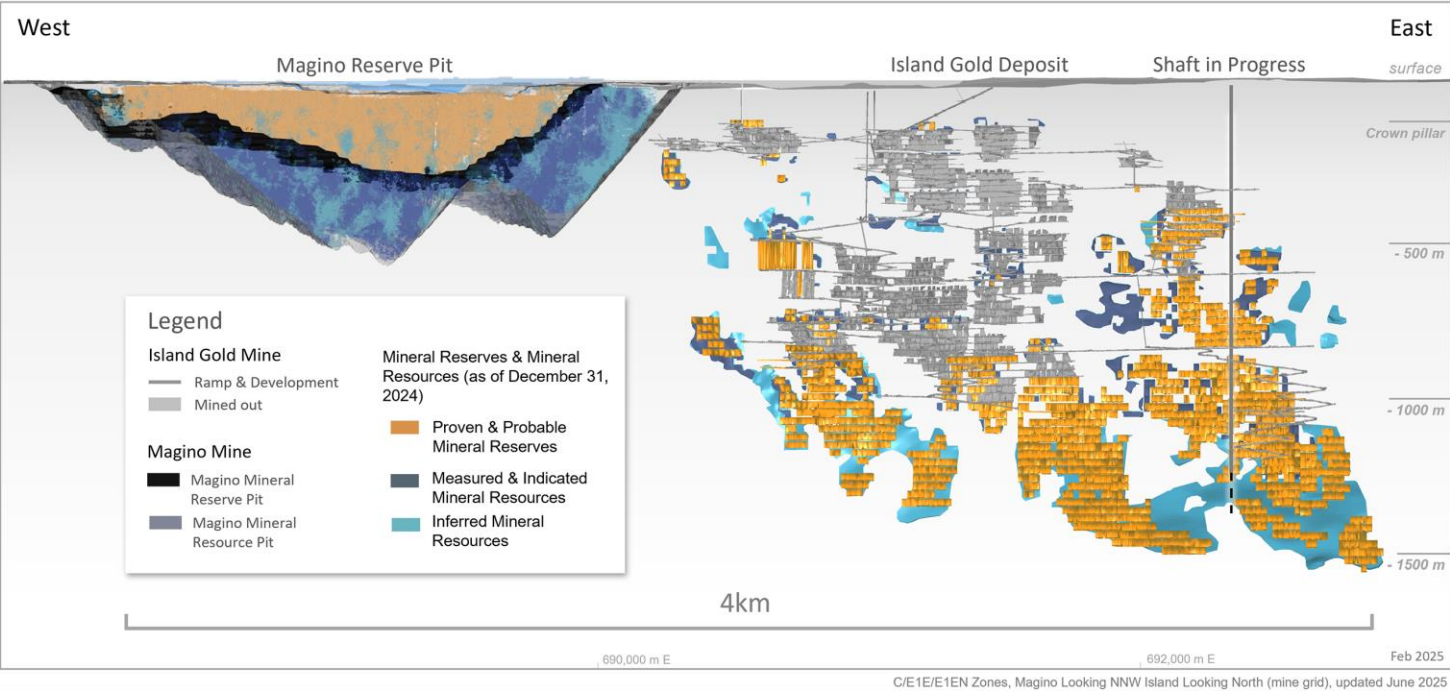 West
East
Magino Reserve Pit
Island Gold Deposit
Shaft in Progress
surface
Crown pillar
- 500 m
- 1000 m
- 1500 m
Legend
Island Gold Mine
Ramp & Development
Mined out
Magino Mine
Magino Mineral
Reserve Pit
Magino Mineral
Resource Pit
Mineral Reserves & Mineral
Resources (as of December 31,
2024)
Proven & Probable
Mineral Reserves
Measured & Indicated
Mineral Resources
Inferred Mineral
Resources
4km
690,000 m E
692,000 m E
Feb 2025
C/E1E/E1EN Zones, Magino Looking NNW Island Looking North (mine grid), updated June 2025